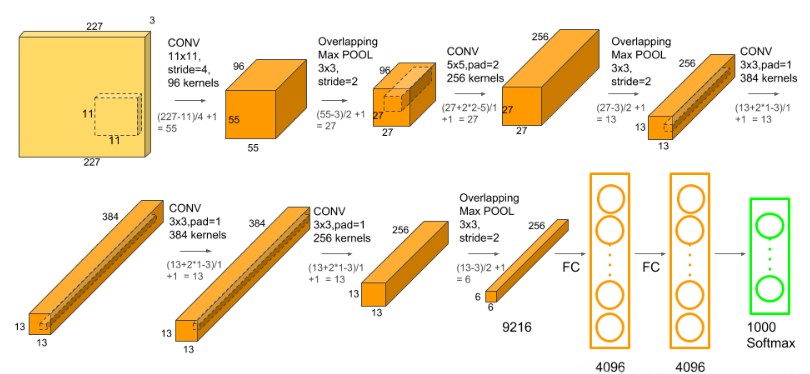 227
3
11
11
227
CONV
11x11,
stride=4,
96 kernels
(227-11)/4 +1
= 55
96
55
55
Overlapping
Max POOL
3x3,
stride=2
(55-3)/2 +1
= 27
96
27
27
CONV
5x5,pad=2
256 kernels
(27+2*2-5)/1
+1 = 27
256
27
27
Overlapping
Max POOL
3x3,
stride=2
(27-3)/2 +1
= 13
256
13
13
CONV
3x3,pad=1
384 kernels
(13+2*1-3)/1
+1 = 13
384
13
13
CONV
3x3,pad=1
384 kernels
(13+2*1-3)/1
+1 = 13
384
13
13
CONV
3x3,pad=1
256 kernels
(13+2*1-3)/1
+1 = 13
256
13
13
Overlapping
Max POOL
3x3,
stride=2
(13-3)/2 +1
= 6
256
6
6
9216
FC
4096
FC
4096
1000
Softmax